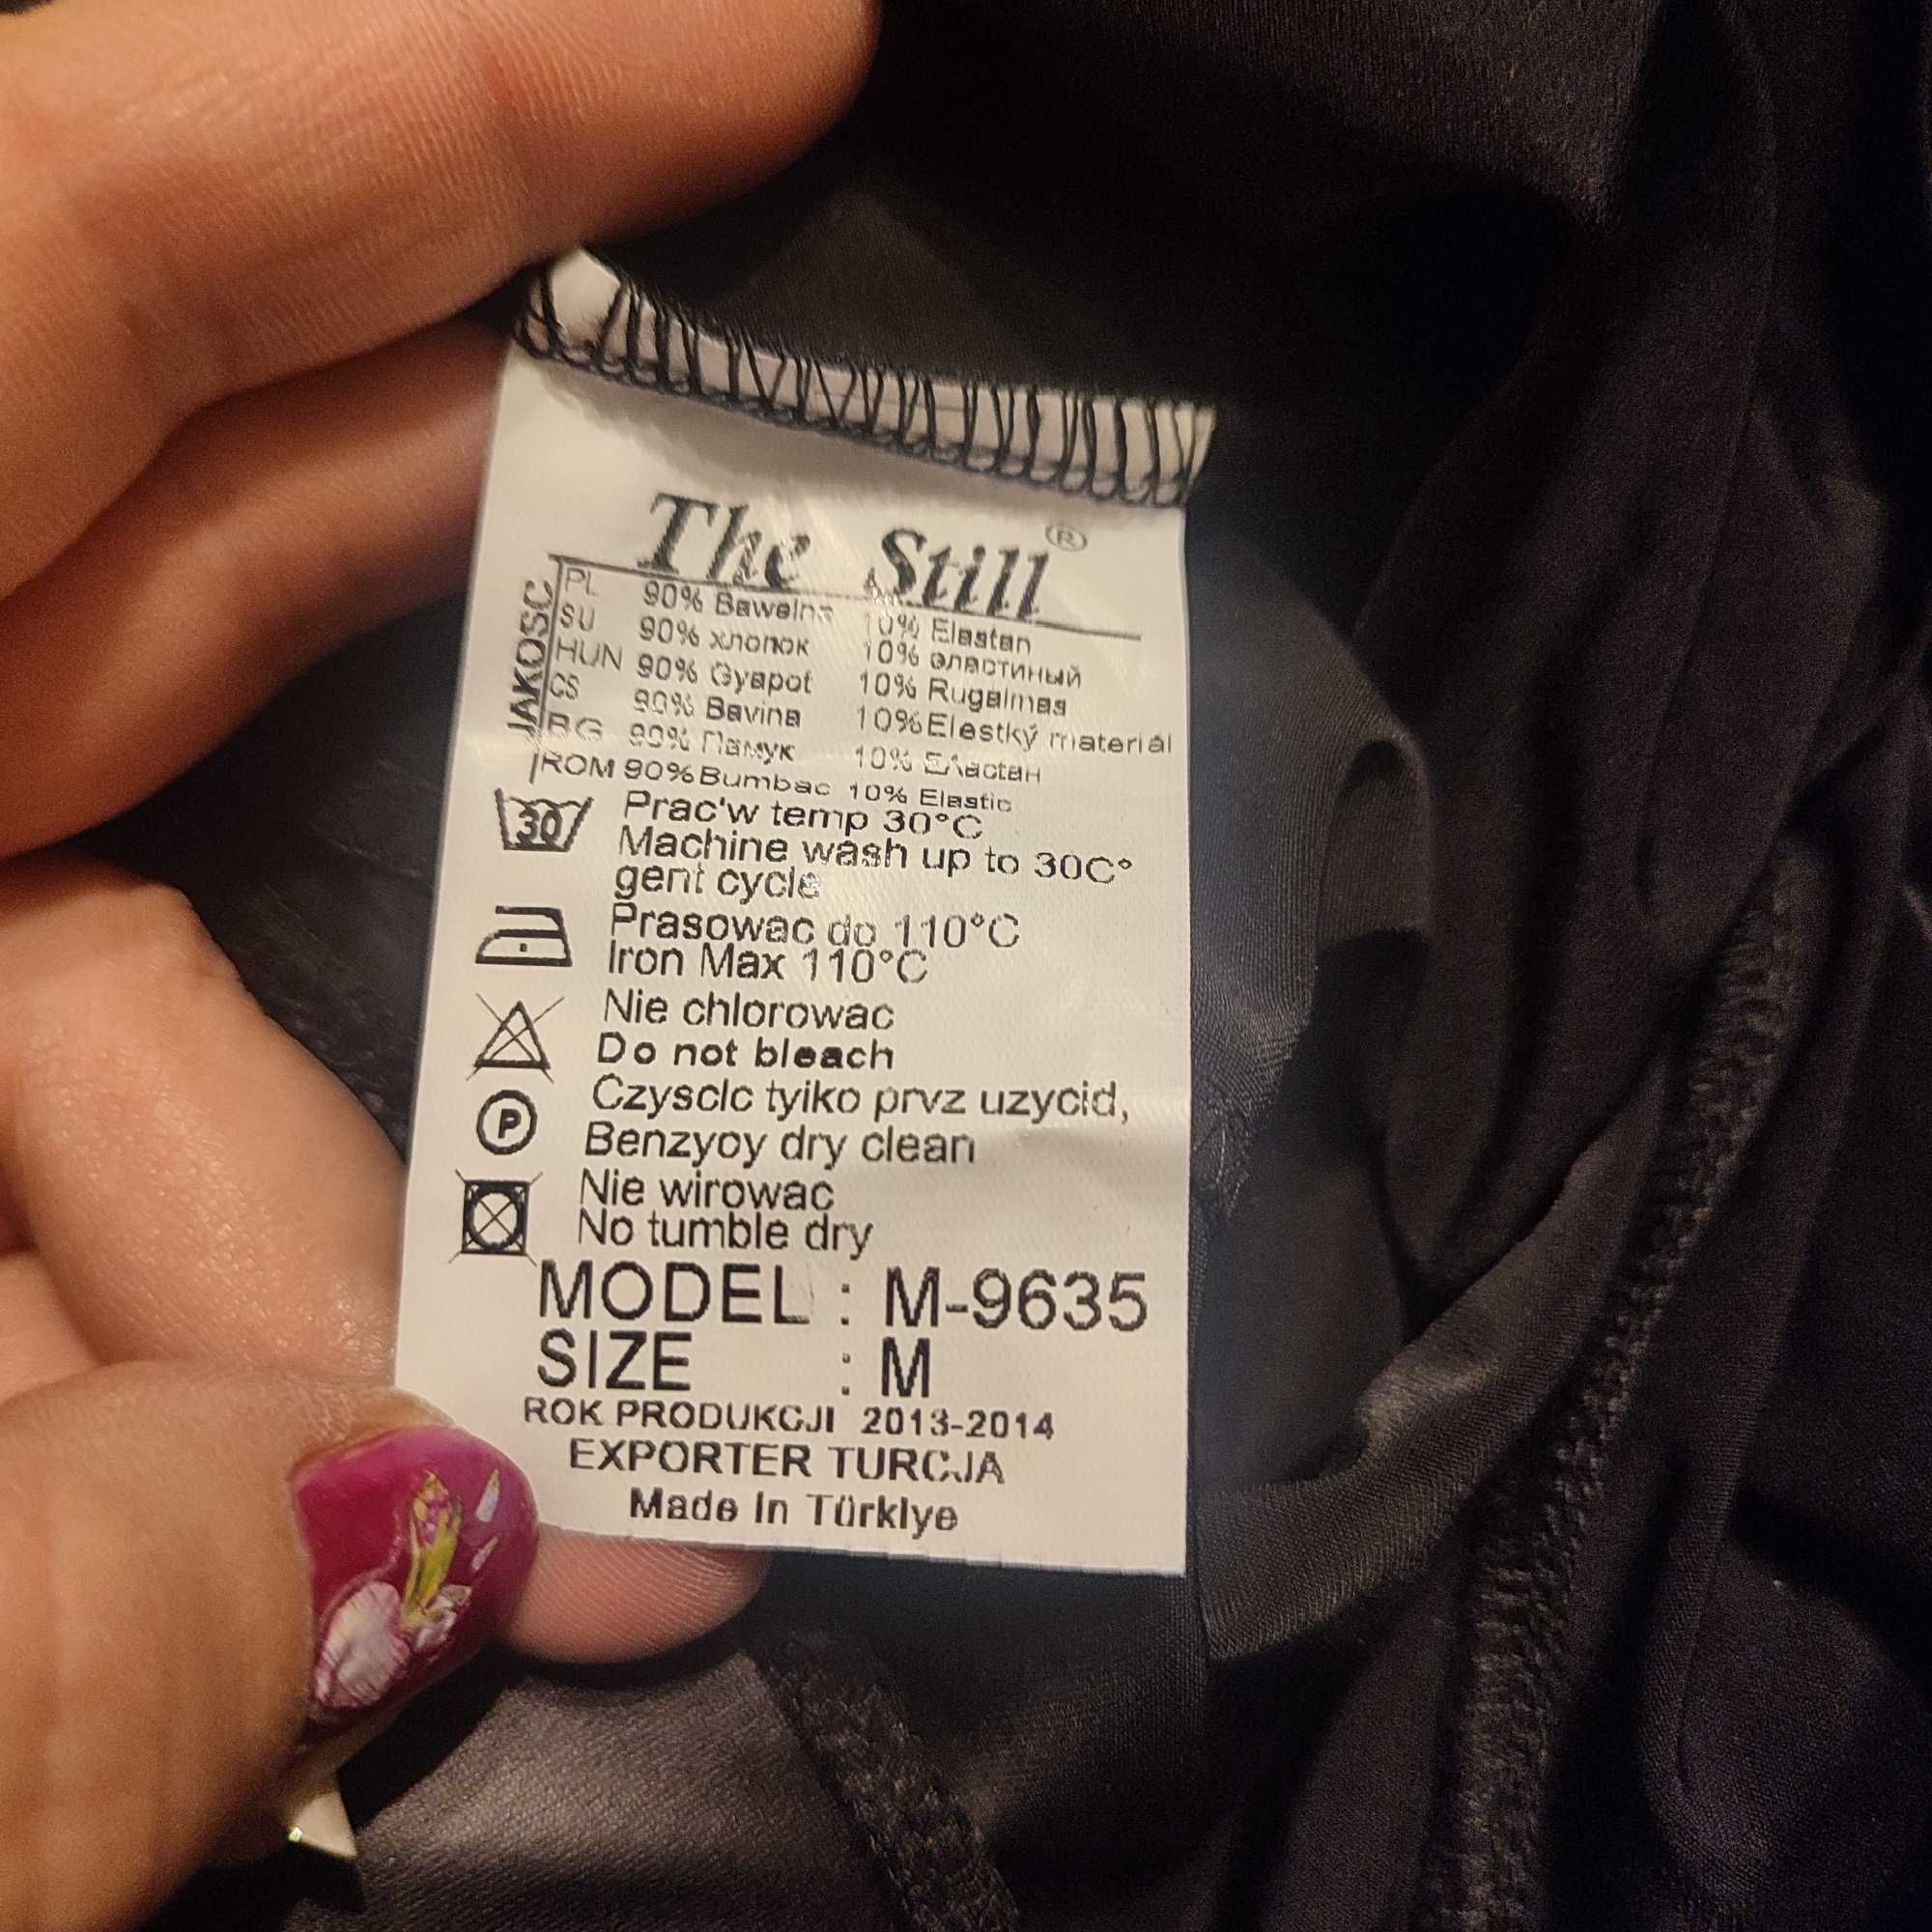 The Still®
JAKOSC
PL 90% Bawelna 10% Elastan
SU 90% хлопок 10% эластиный
HUN 90% Gyapot 10% Rugalmas
CS 90% Bavina 10% Elestký materiál
BG 90% Памук 10% Еластан
ROM 90% Bumbac 10% Elastic
30 Prac'w temp 30°C
Machine wash up to 30C°
gent cycle
Prasowac do 110°C
Iron Max 110°C
Nie chlorowac
Do not bleach
P Czysclc tyiko prvz uzycid,
Benzyoy dry clean
Nie wirowac
No tumble dry
MODEL : M-9635
SIZE : M
ROK PRODUKCJI 2013-2014
EXPORTER TURCJA
Made In Türklye